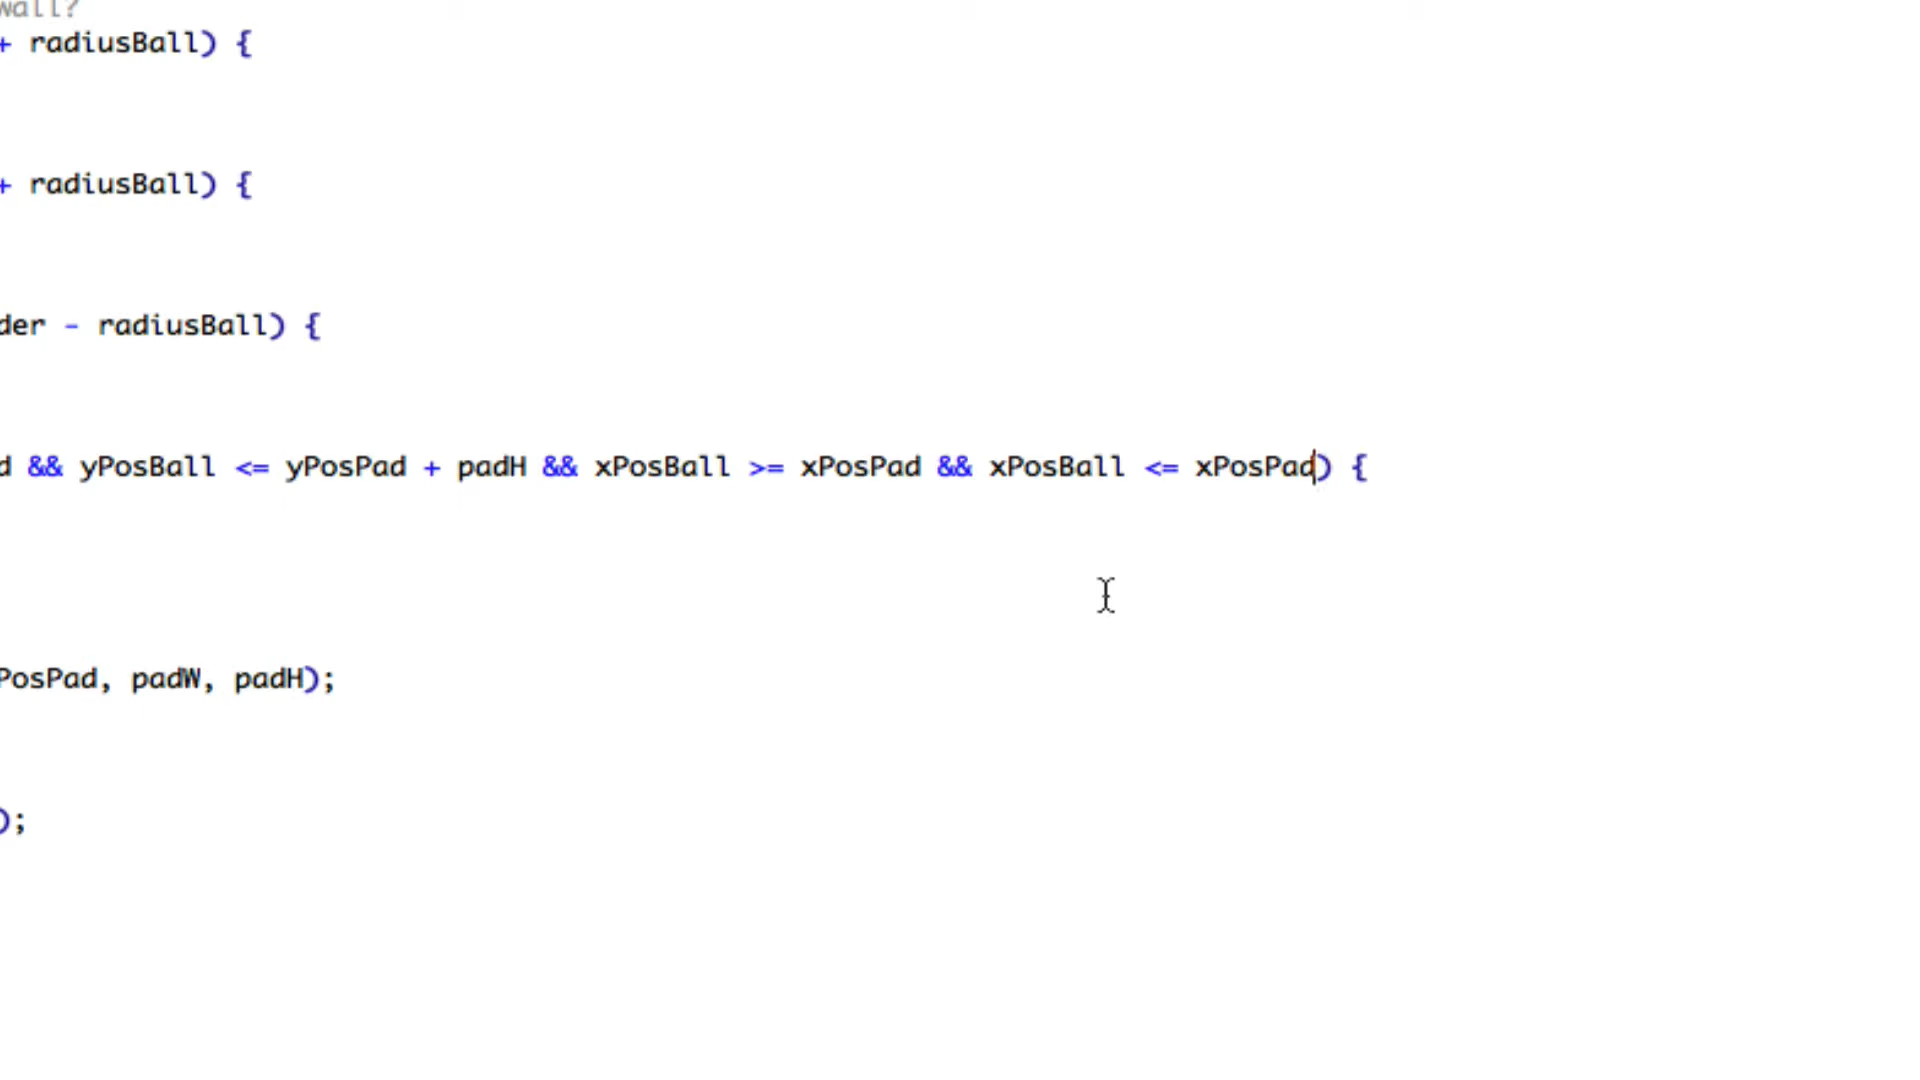 wall?
+ radiusBall) {
+ radiusBall) {
der - radiusBall) {
d && yPosBall <= yPosPad + padH && xPosBall >= xPosPad && xPosBall <= xPosPad) {
PosPad, padW, padH);
);